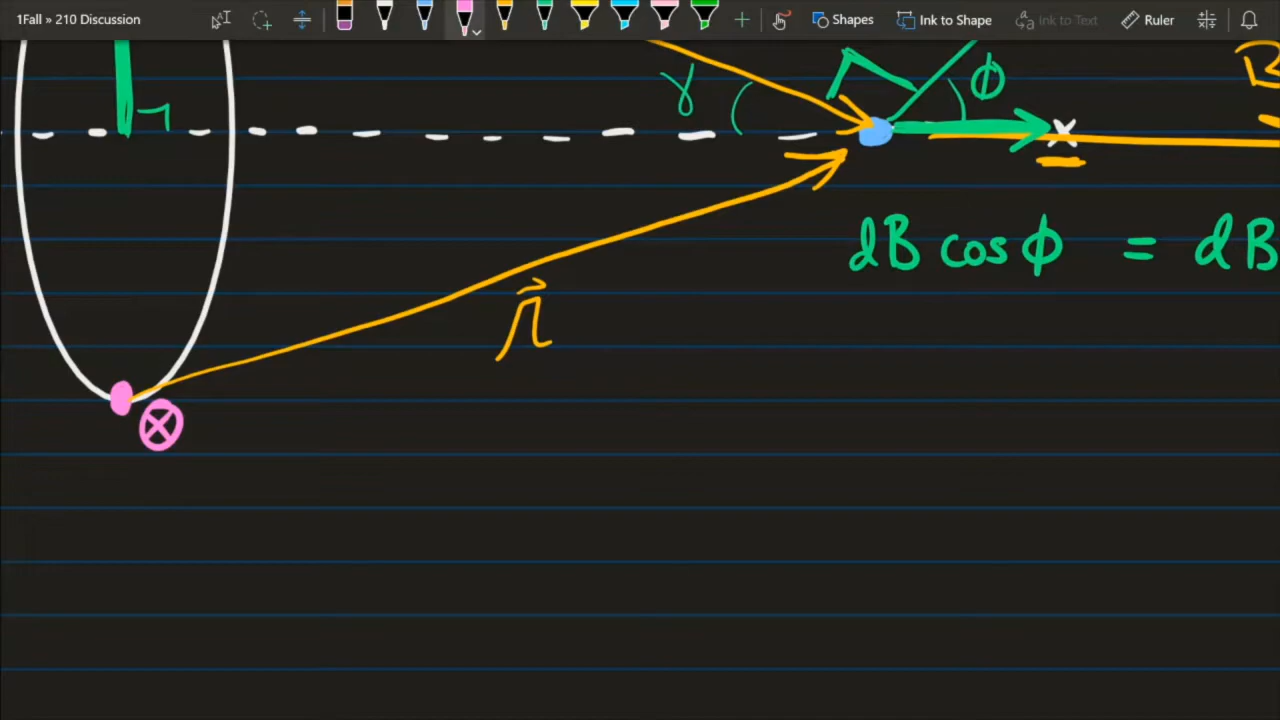 1Fall » 210 Discussion
Shapes
Ink to Shape
Ink to Text
Ruler
γ
ϕ
B
x
dB cos ϕ = dB
r⃗